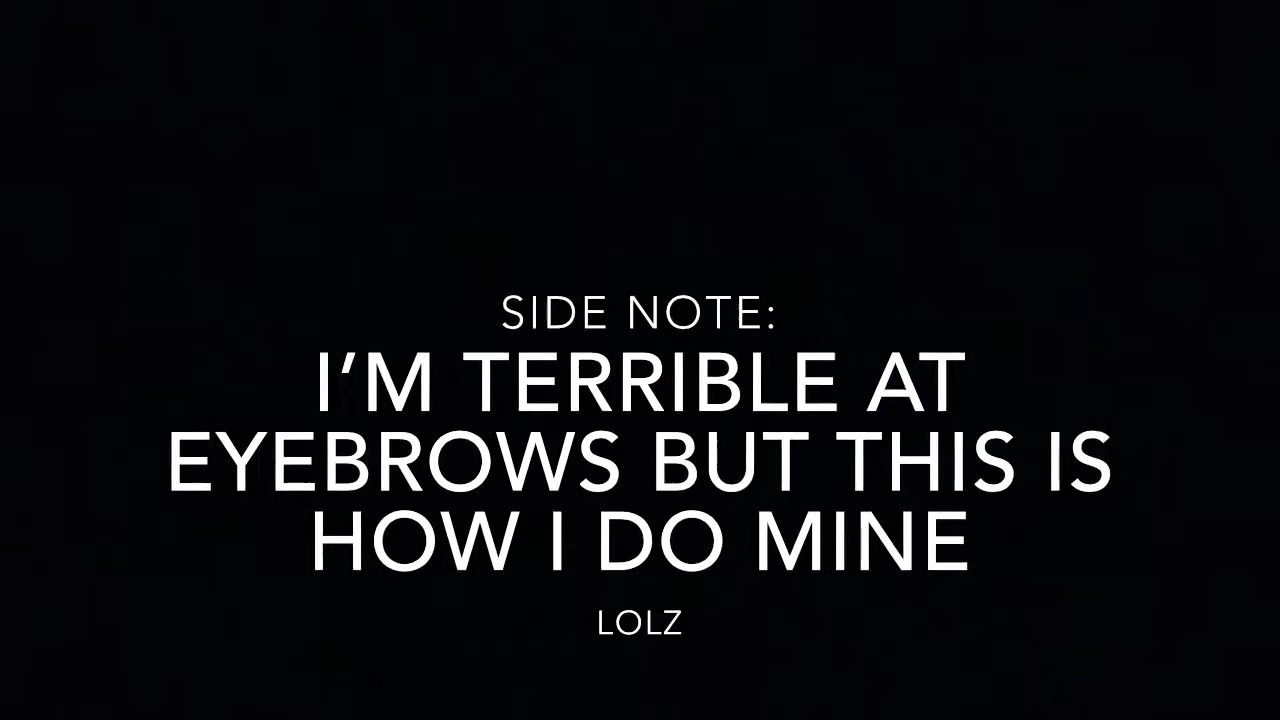 SIDE NOTE:
I’M TERRIBLE AT
EYEBROWS BUT THIS IS
HOW I DO MINE
LOLZ